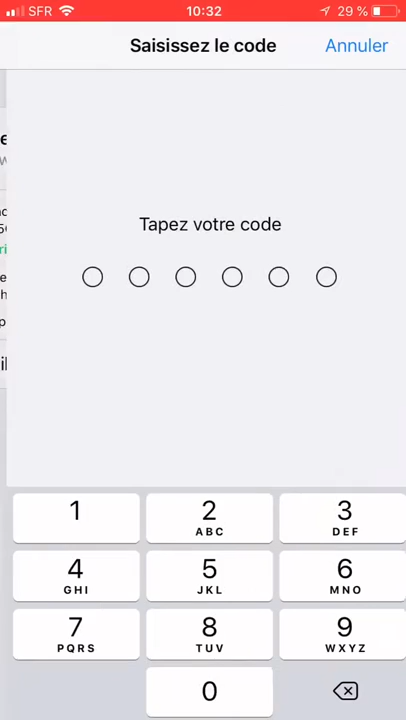 SFR 10:32 29 %
Saisissez le code Annuler
Tapez votre code
1 2 3
ABC DEF
4 5 6
GHI JKL MNO
7 8 9
PQRS TUV WXYZ
0